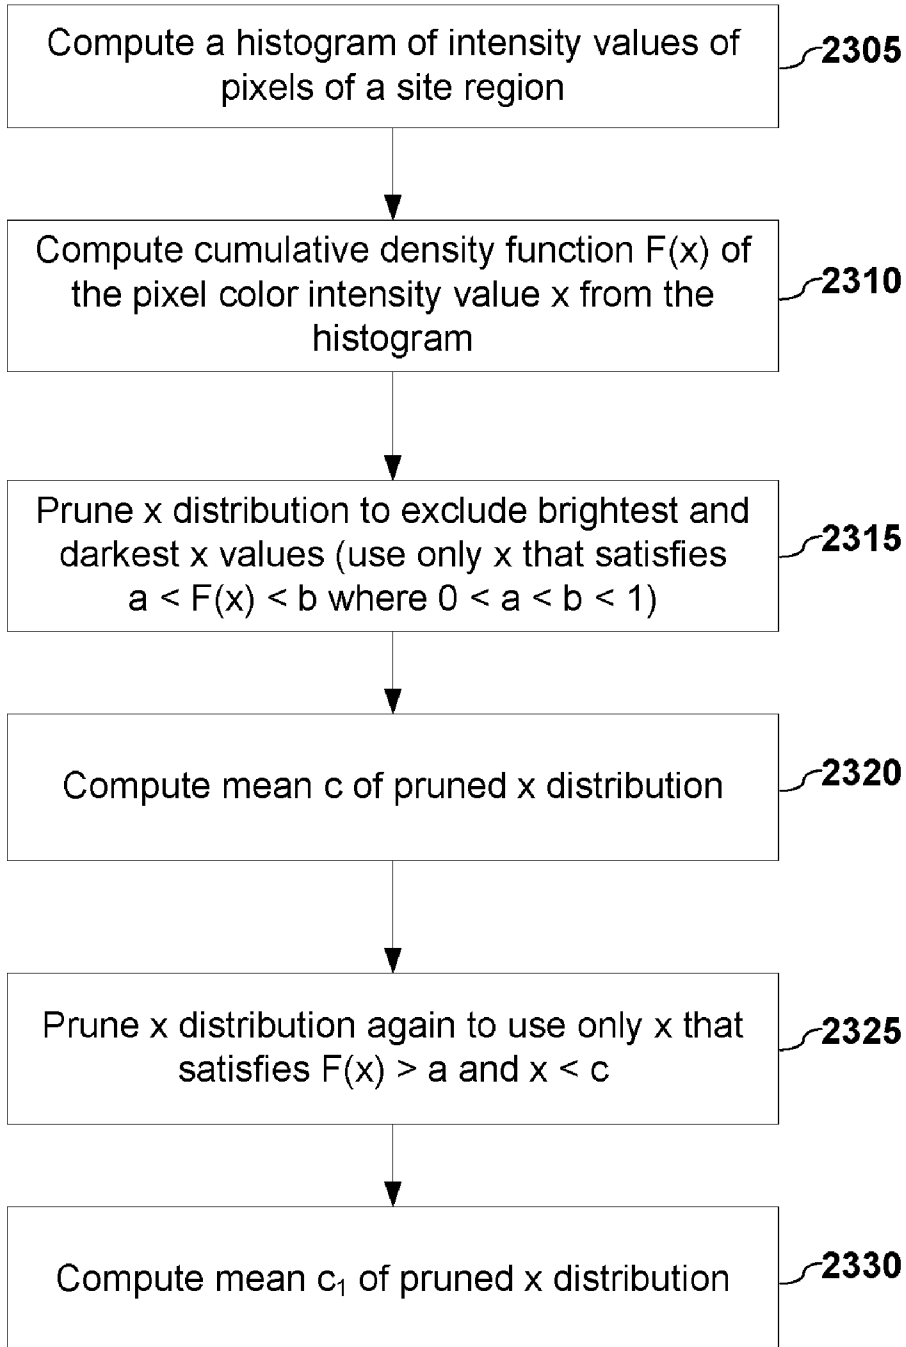 Compute a histogram of intensity values of
pixels of a site region
2305
Compute cumulative density function F(x) of
the pixel color intensity value x from the
histogram
2310
Prune x distribution to exclude brightest and
darkest x values (use only x that satisfies
a < F(x) < b where 0 < a < b < 1)
2315
Compute mean c of pruned x distribution
2320
Prune x distribution again to use only x that
satisfies F(x) > a and x < c
2325
Compute mean c₁ of pruned x distribution
2330